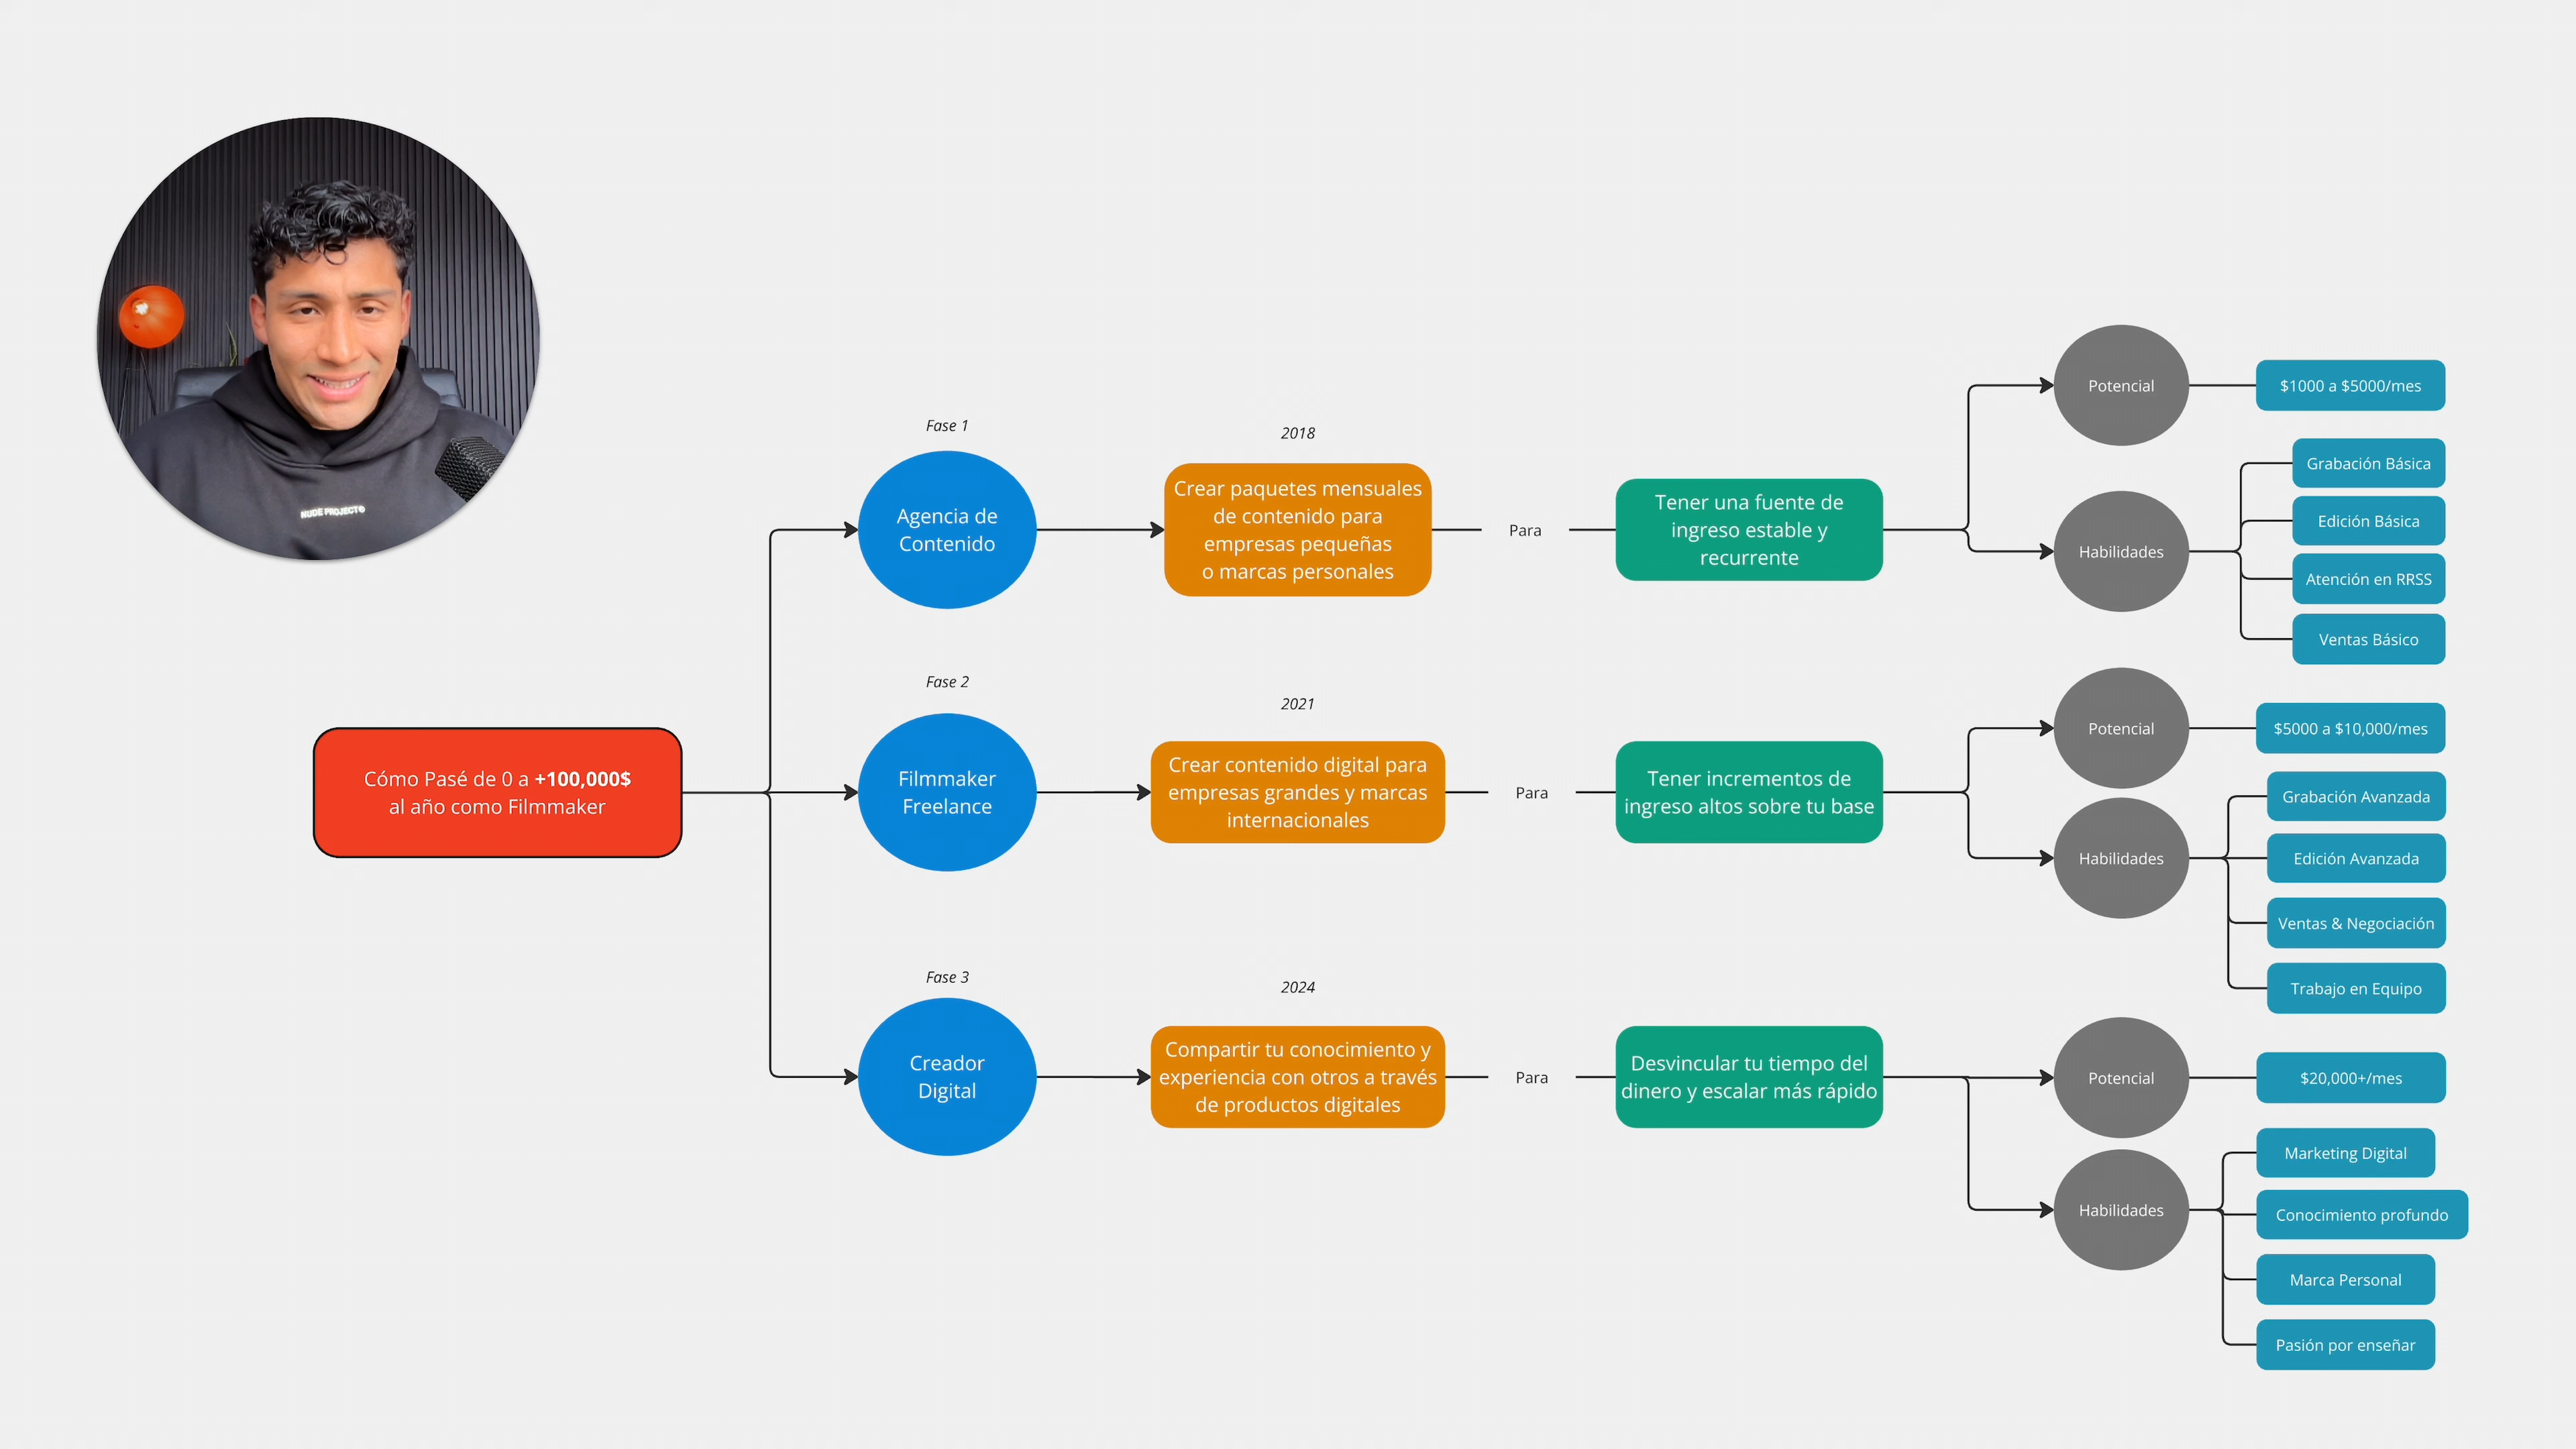 NUDE PROJECT®
Cómo Pasé de 0 a +100,000$
al año como Filmmaker
Fase 1
Agencia de
Contenido
2018
Crear paquetes mensuales
de contenido para
empresas pequeñas
o marcas personales
Para
Tener una fuente de
ingreso estable y
recurrente
Potencial
$1000 a $5000/mes
Habilidades
Grabación Básica
Edición Básica
Atención en RRSS
Ventas Básico
Fase 2
Filmmaker
Freelance
2021
Crear contenido digital para
empresas grandes y marcas
internacionales
Para
Tener incrementos de
ingreso altos sobre tu base
Potencial
$5000 a $10,000/mes
Habilidades
Grabación Avanzada
Edición Avanzada
Ventas & Negociación
Trabajo en Equipo
Fase 3
Creador
Digital
2024
Compartir tu conocimiento y
experiencia con otros a través
de productos digitales
Para
Desvincular tu tiempo del
dinero y escalar más rápido
Potencial
$20,000+/mes
Habilidades
Marketing Digital
Conocimiento profundo
Marca Personal
Pasión por enseñar